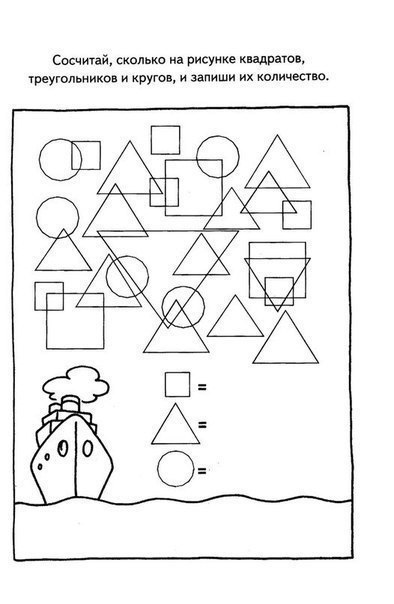 Сосчитай, сколько на рисунке квадратов,
треугольников и кругов, и запиши их количество.
=
=
=